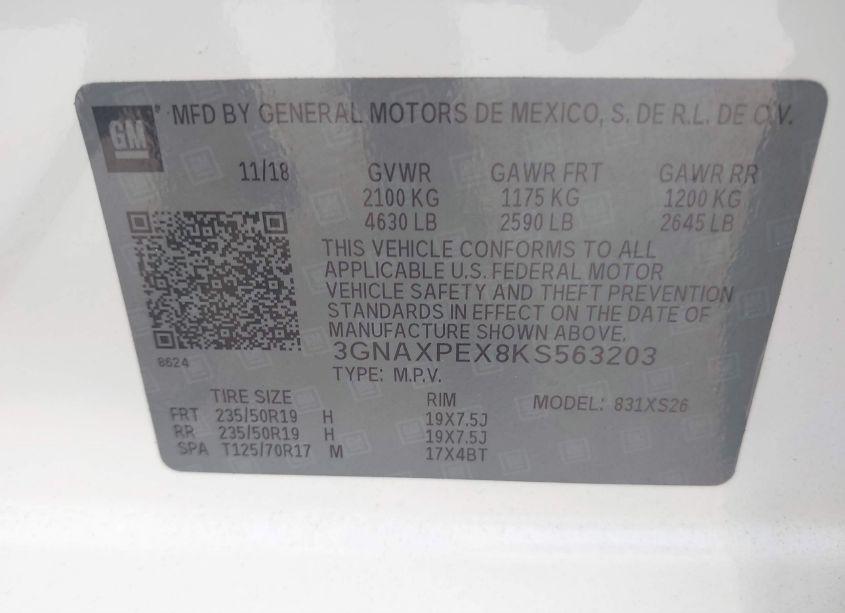 GM
MFD BY GENERAL MOTORS DE MEXICO, S. DE R.L. DE C.V.
11/18 GVWR GAWR FRT GAWR RR
2100 KG 1175 KG 1200 KG
4630 LB 2590 LB 2645 LB
THIS VEHICLE CONFORMS TO ALL
APPLICABLE U.S. FEDERAL MOTOR
VEHICLE SAFETY AND THEFT PREVENTION
STANDARDS IN EFFECT ON THE DATE OF
MANUFACTURE SHOWN ABOVE.
8624
3GNAXPEX8KS563203
TYPE: M.P.V.
TIRE SIZE RIM MODEL: 831XS26
FRT 235/50R19 H 19X7.5J
RR 235/50R19 H 19X7.5J
SPA T125/70R17 M 17X4BT